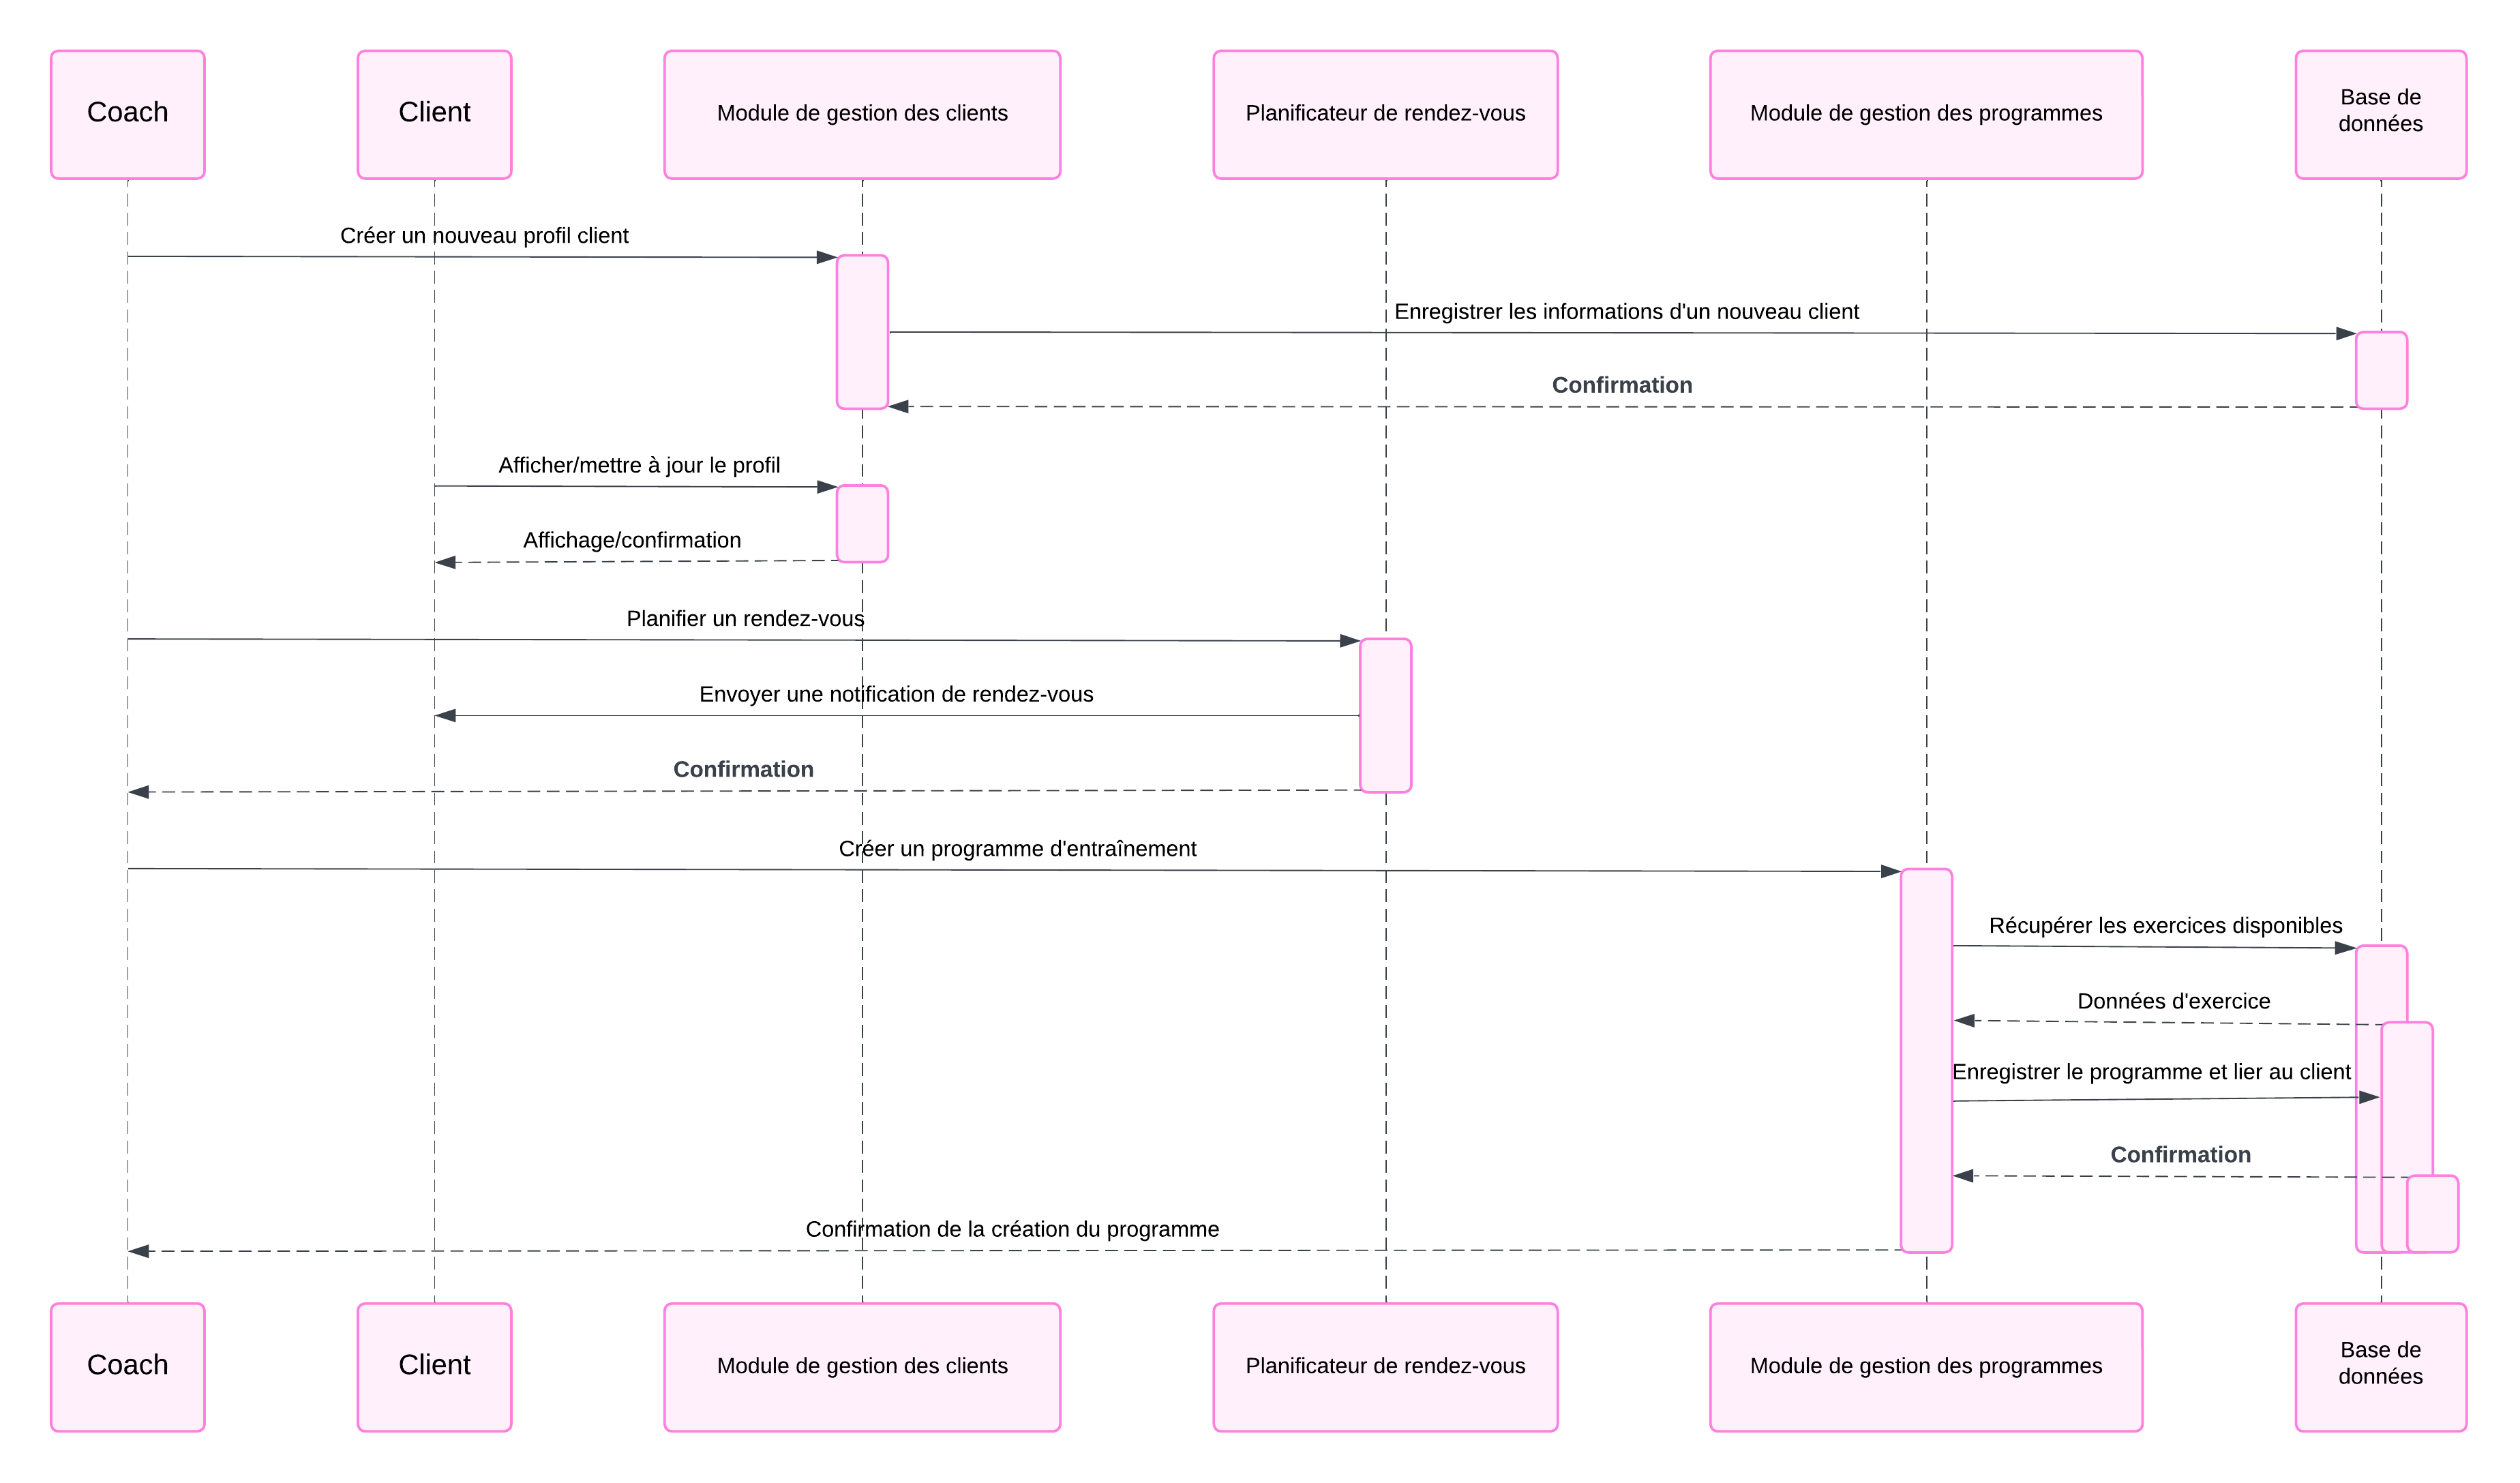 Coach
Client
Module de gestion des clients
Planificateur de rendez-vous
Module de gestion des programmes
Base de
données
Créer un nouveau profil client
Enregistrer les informations d'un nouveau client
Confirmation
Afficher/mettre à jour le profil
Affichage/confirmation
Planifier un rendez-vous
Envoyer une notification de rendez-vous
Confirmation
Créer un programme d'entraînement
Récupérer les exercices disponibles
Données d'exercice
Enregistrer le programme et lier au client
Confirmation
Confirmation de la création du programme
Coach
Client
Module de gestion des clients
Planificateur de rendez-vous
Module de gestion des programmes
Base de
données